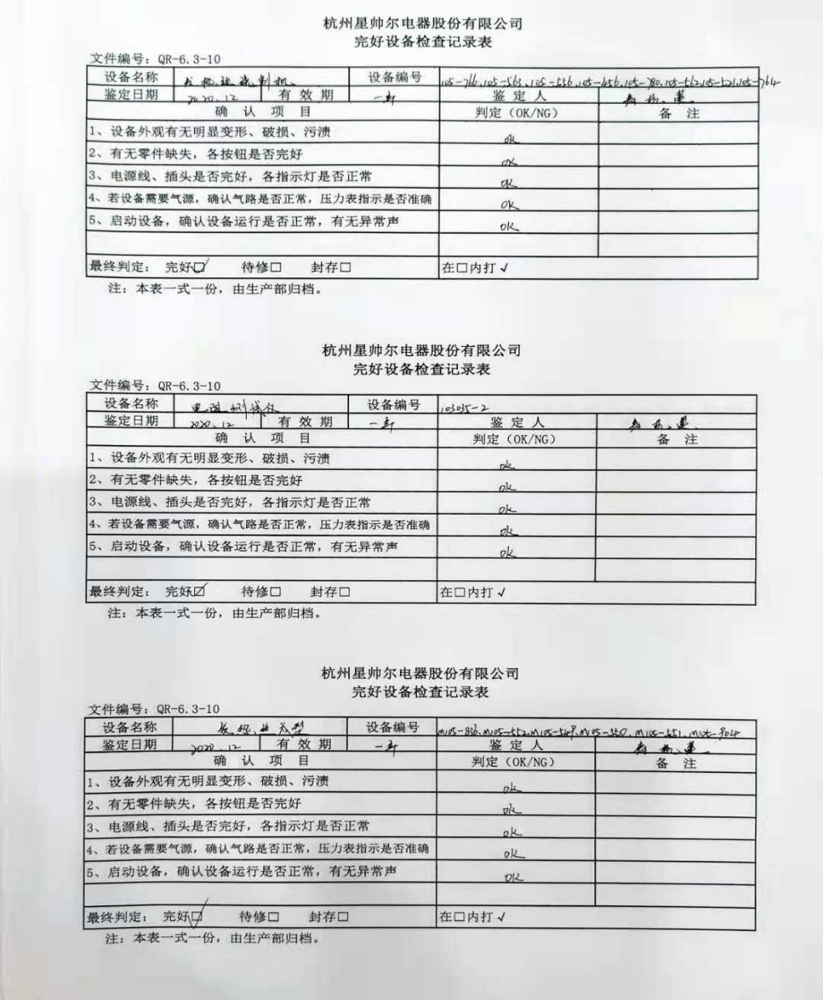 杭州星帅尔电器股份有限公司
完好设备检查记录表
文件编号：QR-6.3-10
设备名称 发热丝 机 设备编号 105-716、105-563、105-556、105-456、105-780、105-562、105-521、105-764
鉴定日期 2020.12 有效期 一年 鉴定人
确认项目 判定（OK/NG） 备注
1、设备外观有无明显变形、破损、污渍 ok
2、有无零件缺失，各按钮是否完好 ok
3、电源线、插头是否完好，各指示灯是否正常 ok
4、若设备需要气源，确认气路是否正常，压力表指示是否准确 ok
5、启动设备，确认设备运行是否正常，有无异常声 ok
最终判定： 完好☑ 待修□ 封存□ 在□内打√
注：本表一式一份，由生产部归档。
杭州星帅尔电器股份有限公司
完好设备检查记录表
文件编号：QR-6.3-10
设备名称 电阻测试仪 设备编号 103035-2
鉴定日期 2020.12 有效期 一年 鉴定人
确认项目 判定（OK/NG） 备注
1、设备外观有无明显变形、破损、污渍 ok
2、有无零件缺失，各按钮是否完好 ok
3、电源线、插头是否完好，各指示灯是否正常 ok
4、若设备需要气源，确认气路是否正常，压力表指示是否准确 ok
5、启动设备，确认设备运行是否正常，有无异常声 ok
最终判定： 完好☑ 待修□ 封存□ 在□内打√
注：本表一式一份，由生产部归档。
杭州星帅尔电器股份有限公司
完好设备检查记录表
文件编号：QR-6.3-10
设备名称 发热丝成型 设备编号 M105-836、M105-552、M105-549、M105-550、M105-551、M105-904
鉴定日期 2020.12 有效期 一年 鉴定人
确认项目 判定（OK/NG） 备注
1、设备外观有无明显变形、破损、污渍 ok
2、有无零件缺失，各按钮是否完好 ok
3、电源线、插头是否完好，各指示灯是否正常 ok
4、若设备需要气源，确认气路是否正常，压力表指示是否准确 ok
5、启动设备，确认设备运行是否正常，有无异常声 OK
最终判定： 完好☑ 待修□ 封存□ 在□内打√
注：本表一式一份，由生产部归档。